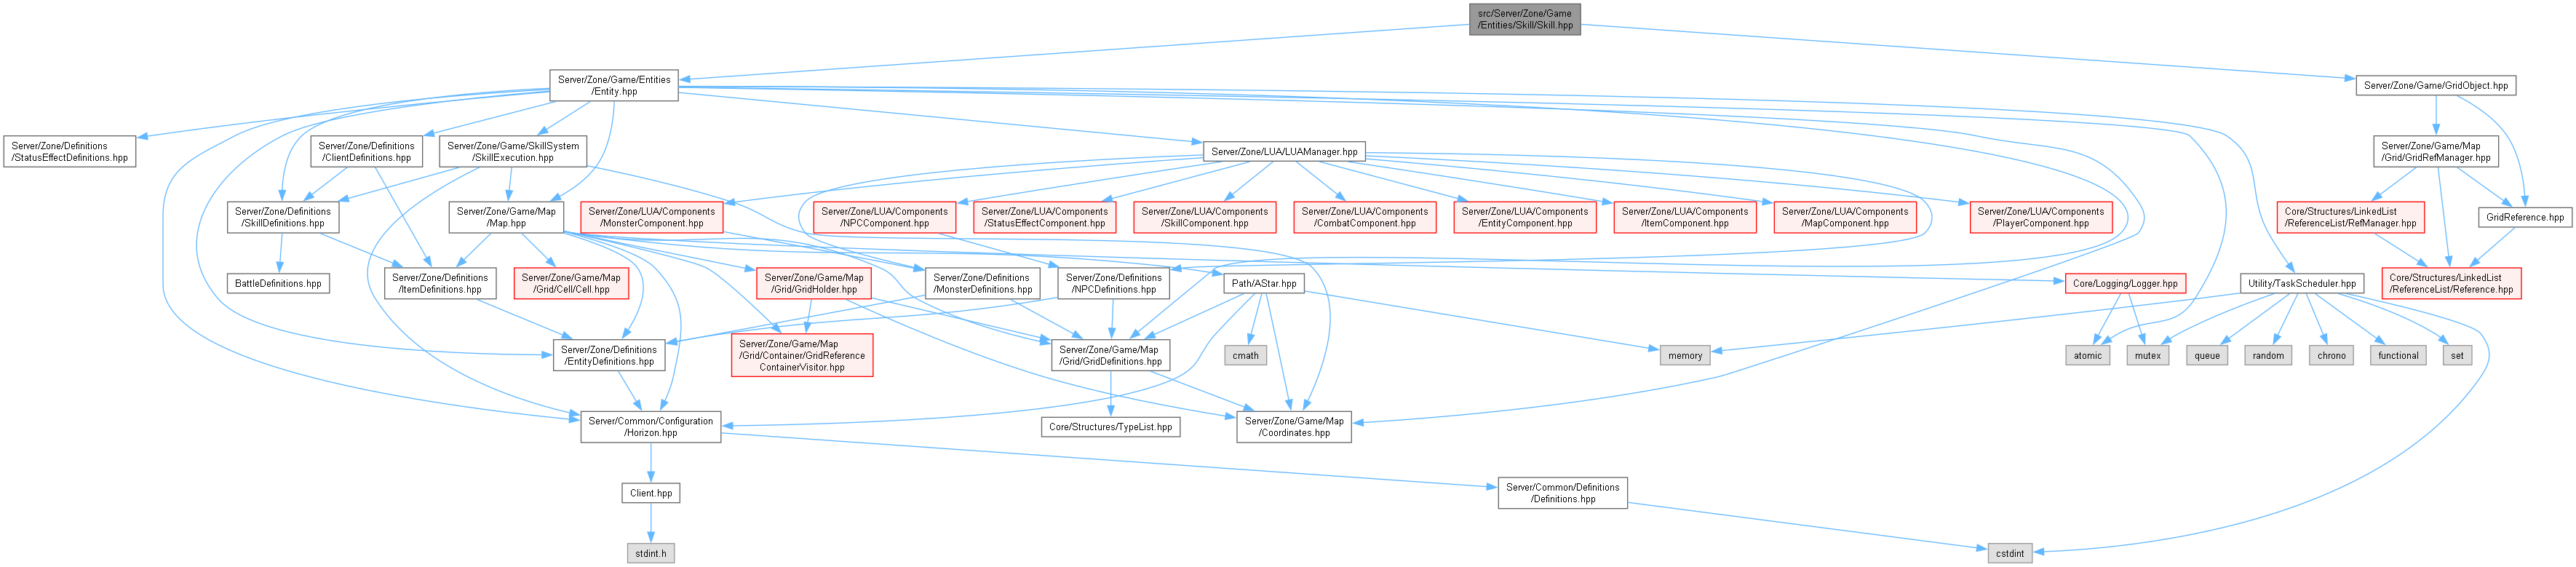 src/Server/Zone/Game
/Entities/Skill/Skill.hpp
Server/Zone/Game/Entities
/Entity.hpp
Server/Zone/Game/GridObject.hpp
Server/Zone/Definitions
/StatusEffectDefinitions.hpp
Server/Zone/Definitions
/ClientDefinitions.hpp
Server/Zone/Game/SkillSystem
/SkillExecution.hpp
Server/Zone/LUA/LUAManager.hpp
Server/Zone/Game/Map
/Grid/GridRefManager.hpp
Server/Zone/Definitions
/SkillDefinitions.hpp
Server/Zone/Game/Map
/Map.hpp
Server/Zone/LUA/Components
/MonsterComponent.hpp
Server/Zone/LUA/Components
/NPCComponent.hpp
Server/Zone/LUA/Components
/StatusEffectComponent.hpp
Server/Zone/LUA/Components
/SkillComponent.hpp
Server/Zone/LUA/Components
/CombatComponent.hpp
Server/Zone/LUA/Components
/EntityComponent.hpp
Server/Zone/LUA/Components
/ItemComponent.hpp
Server/Zone/LUA/Components
/MapComponent.hpp
Server/Zone/LUA/Components
/PlayerComponent.hpp
Core/Structures/LinkedList
/ReferenceList/RefManager.hpp
GridReference.hpp
BattleDefinitions.hpp
Server/Zone/Definitions
/ItemDefinitions.hpp
Server/Zone/Game/Map
/Grid/Cell/Cell.hpp
Server/Zone/Game/Map
/Grid/GridHolder.hpp
Server/Zone/Definitions
/MonsterDefinitions.hpp
Server/Zone/Definitions
/NPCDefinitions.hpp
Path/AStar.hpp
Core/Logging/Logger.hpp
Utility/TaskScheduler.hpp
Core/Structures/LinkedList
/ReferenceList/Reference.hpp
Server/Zone/Definitions
/EntityDefinitions.hpp
Server/Zone/Game/Map
/Grid/Container/GridReference
ContainerVisitor.hpp
Server/Zone/Game/Map
/Grid/GridDefinitions.hpp
cmath
memory
atomic
mutex
queue
random
chrono
functional
set
Server/Common/Configuration
/Horizon.hpp
Core/Structures/TypeList.hpp
Server/Zone/Game/Map
/Coordinates.hpp
Client.hpp
Server/Common/Definitions
/Definitions.hpp
stdint.h
cstdint